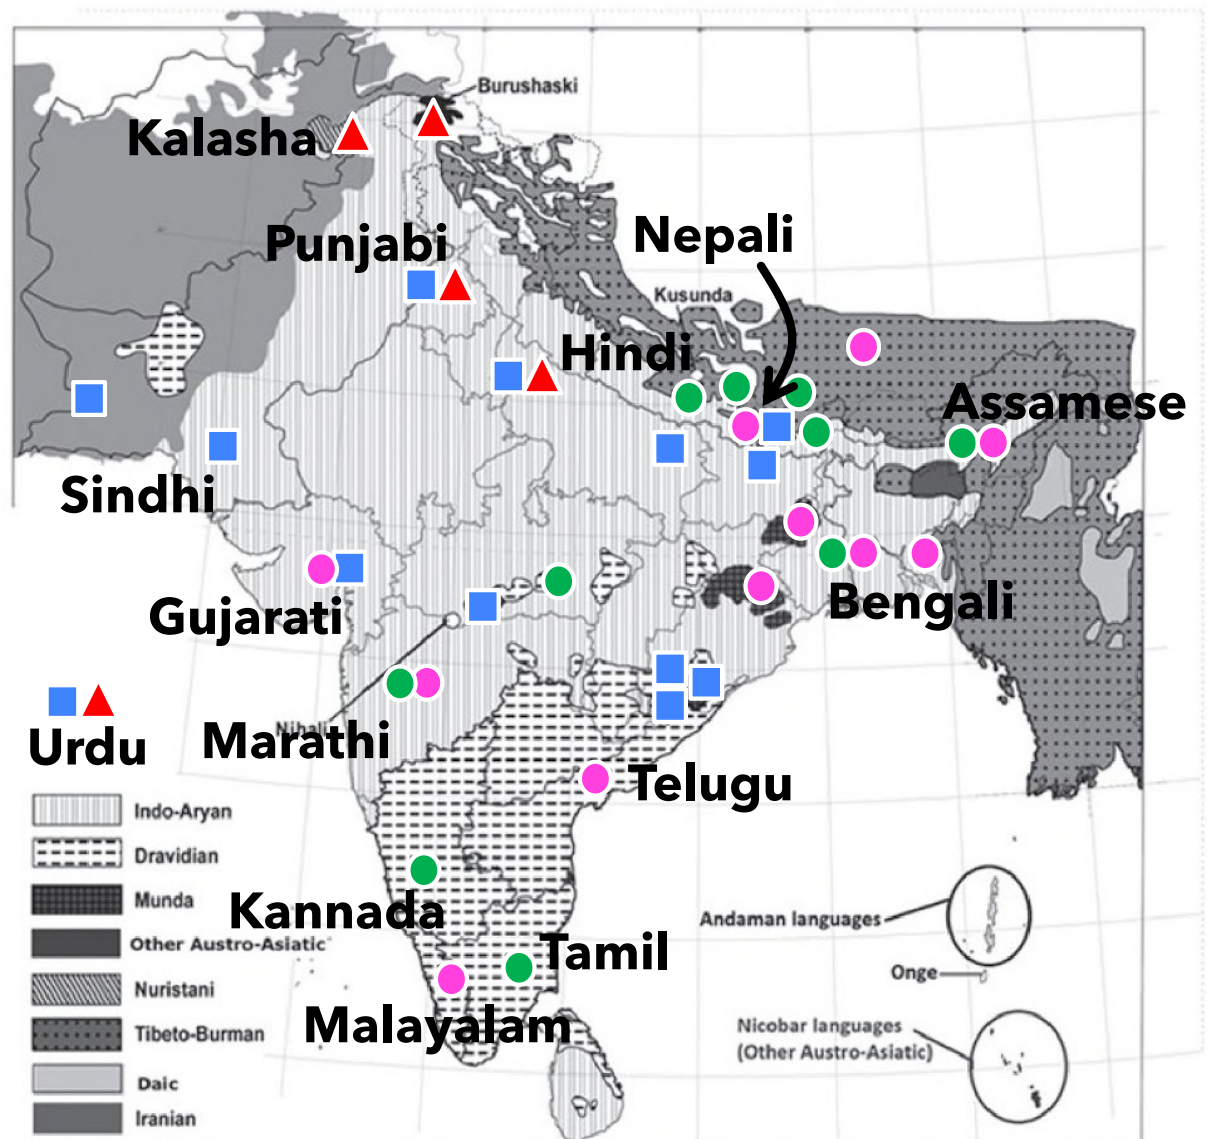 Burushaski
Kalasha
Punjabi
Nepali
Kusunda
Hindi
Assamese
Sindhi
Gujarati
Bengali
Nihali
Marathi
Urdu
Telugu
Kannada
Tamil
Malayalam
Indo-Aryan
Dravidian
Munda
Other Austro-Asiatic
Nuristani
Tibeto-Burman
Daic
Iranian
Andaman languages
Onge
Nicobar languages
(Other Austro-Asiatic)